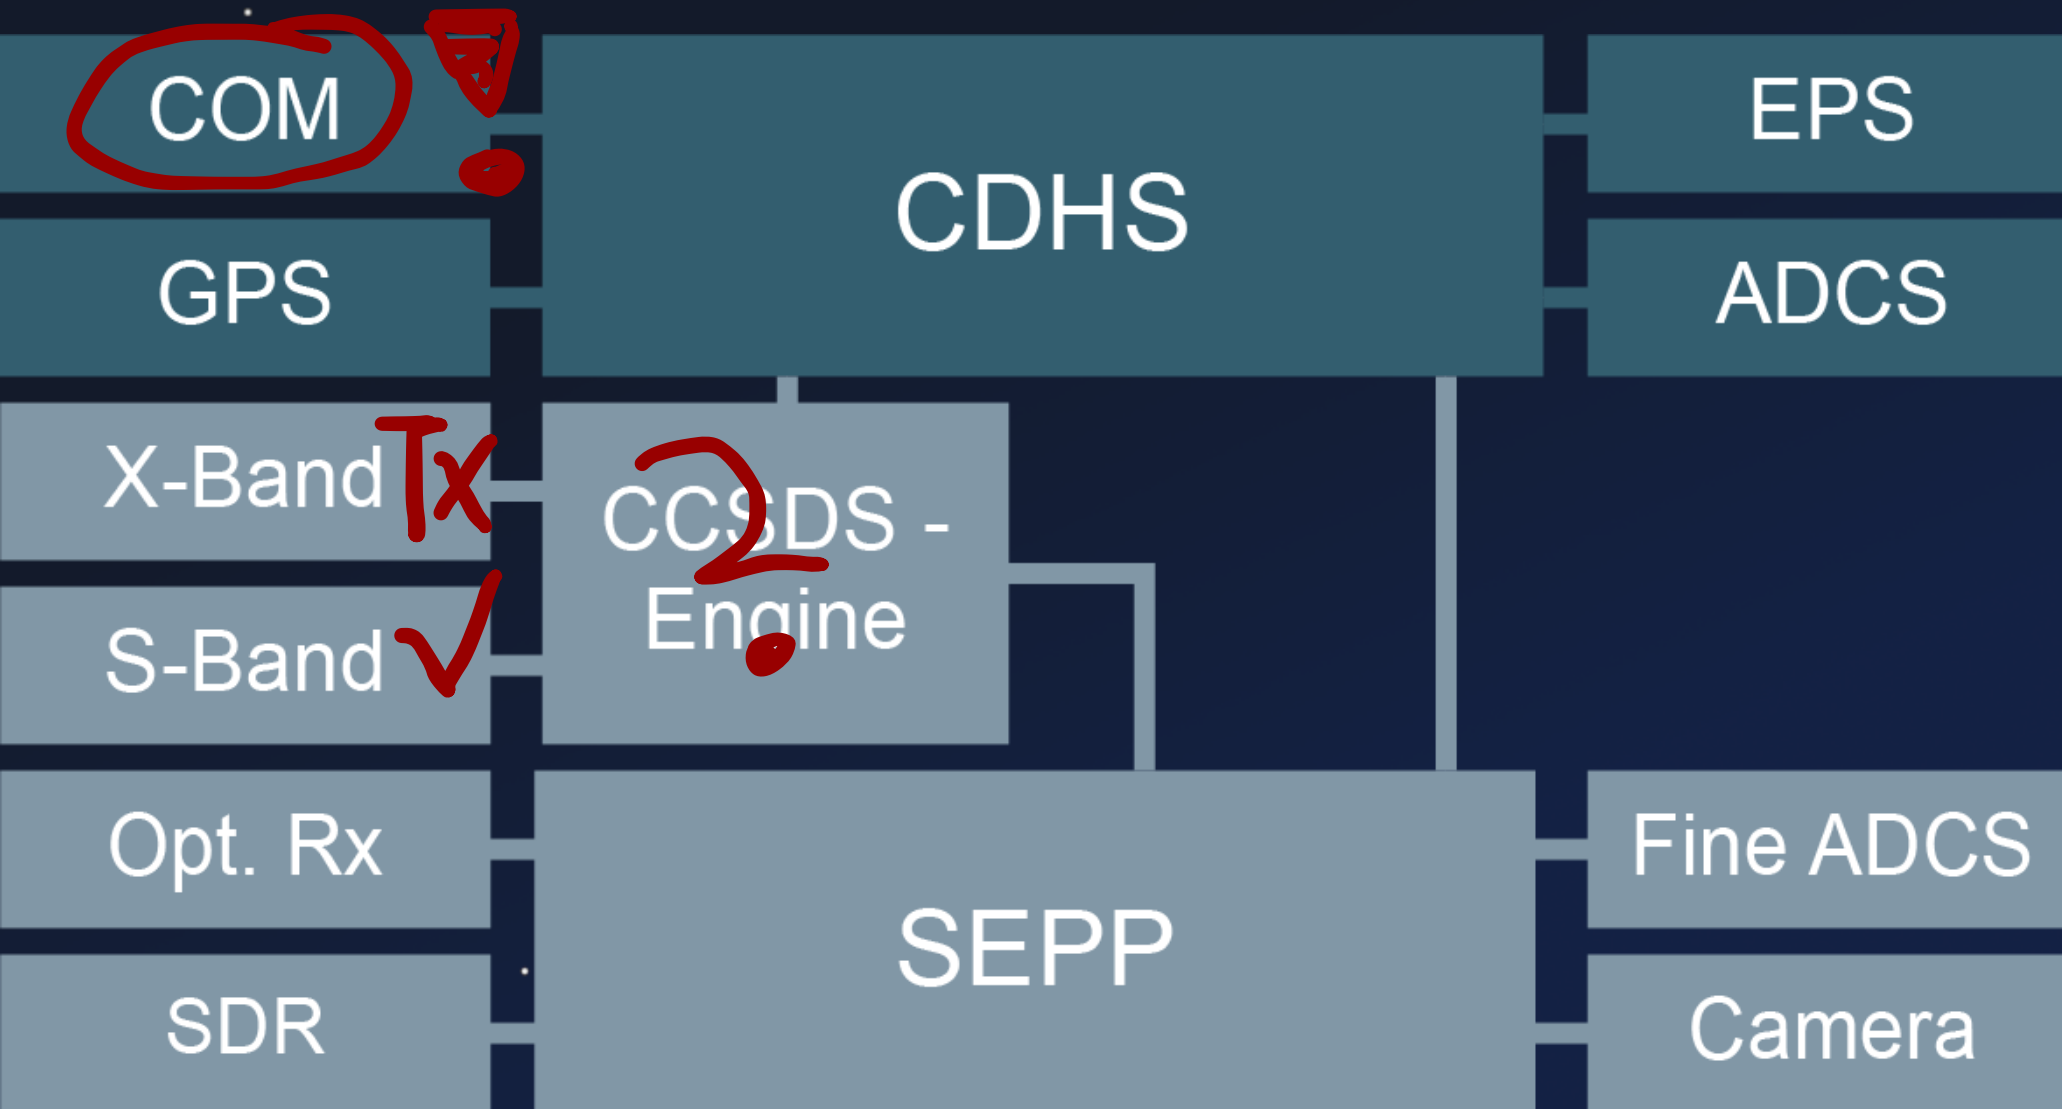 COM !
CDHS
EPS
GPS
ADCS
X-Band Tx
CCSDS -
Engine
?
S-Band ✓
Opt. Rx
SEPP
Fine ADCS
SDR
Camera